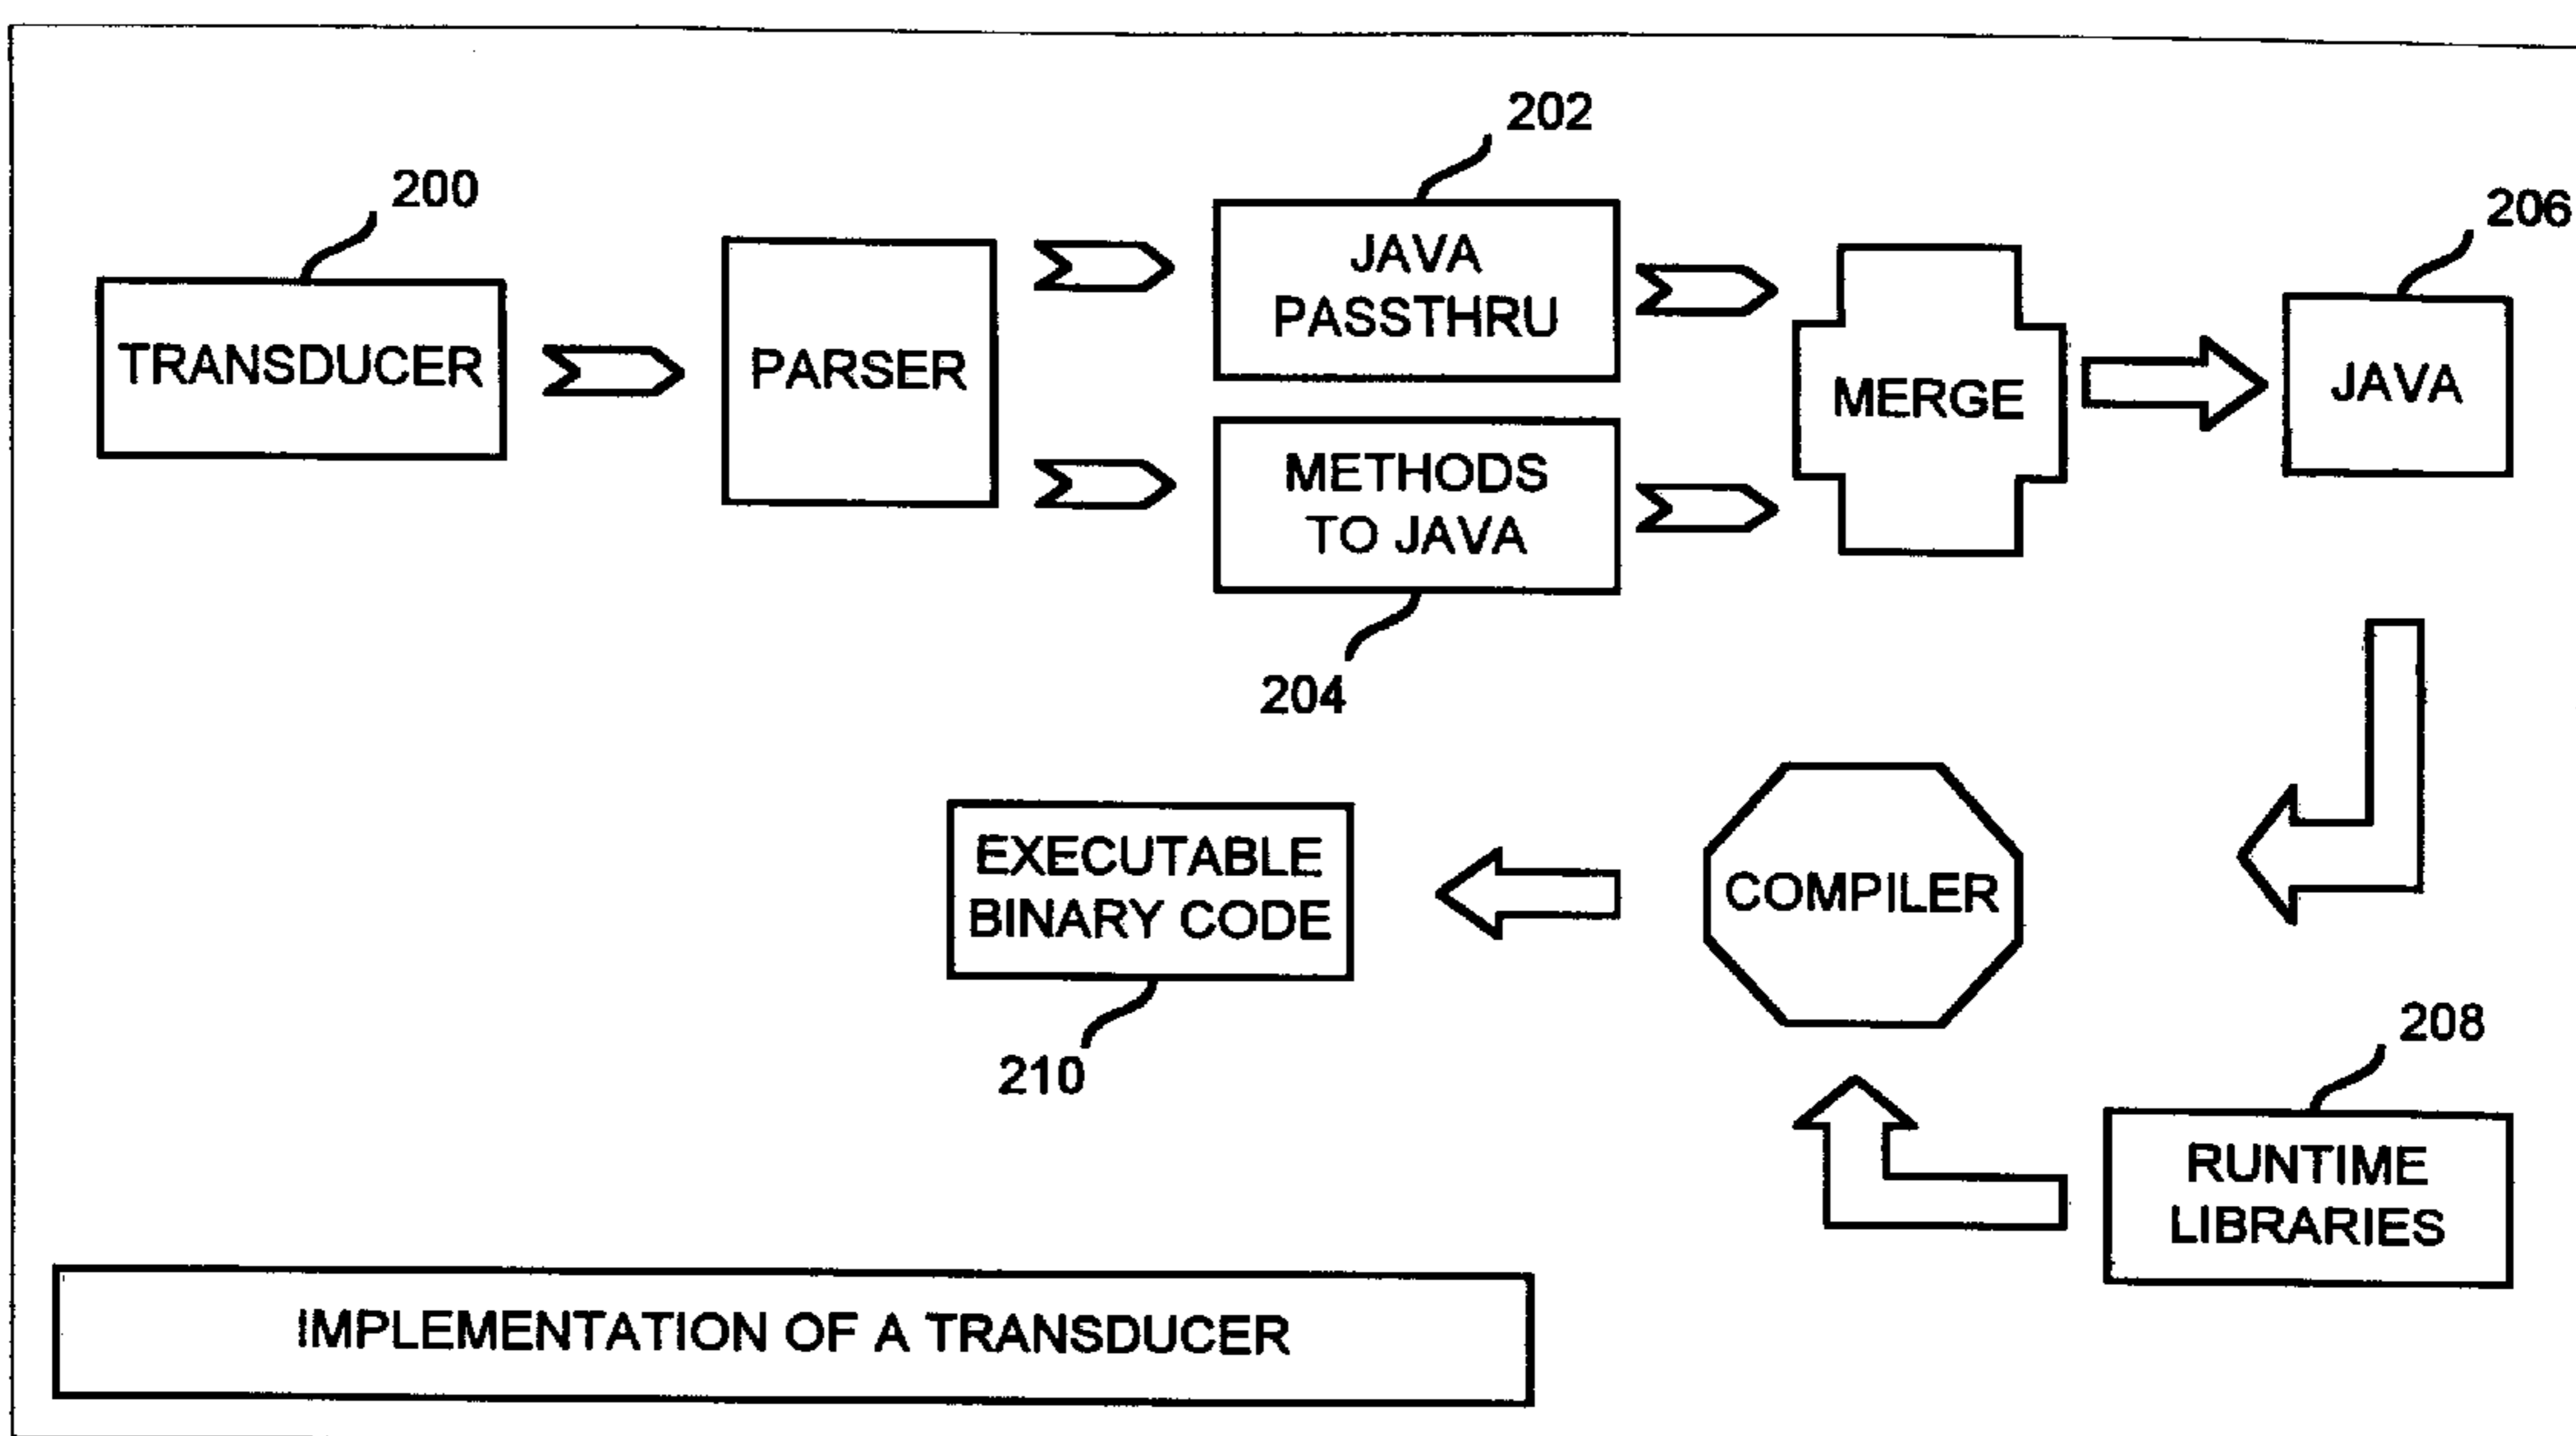 202
200
206
JAVA
PASSTHRU
TRANSDUCER
PARSER
MERGE
JAVA
METHODS
TO JAVA
204
EXECUTABLE
BINARY CODE
COMPILER
210
208
RUNTIME
LIBRARIES
IMPLEMENTATION OF A TRANSDUCER